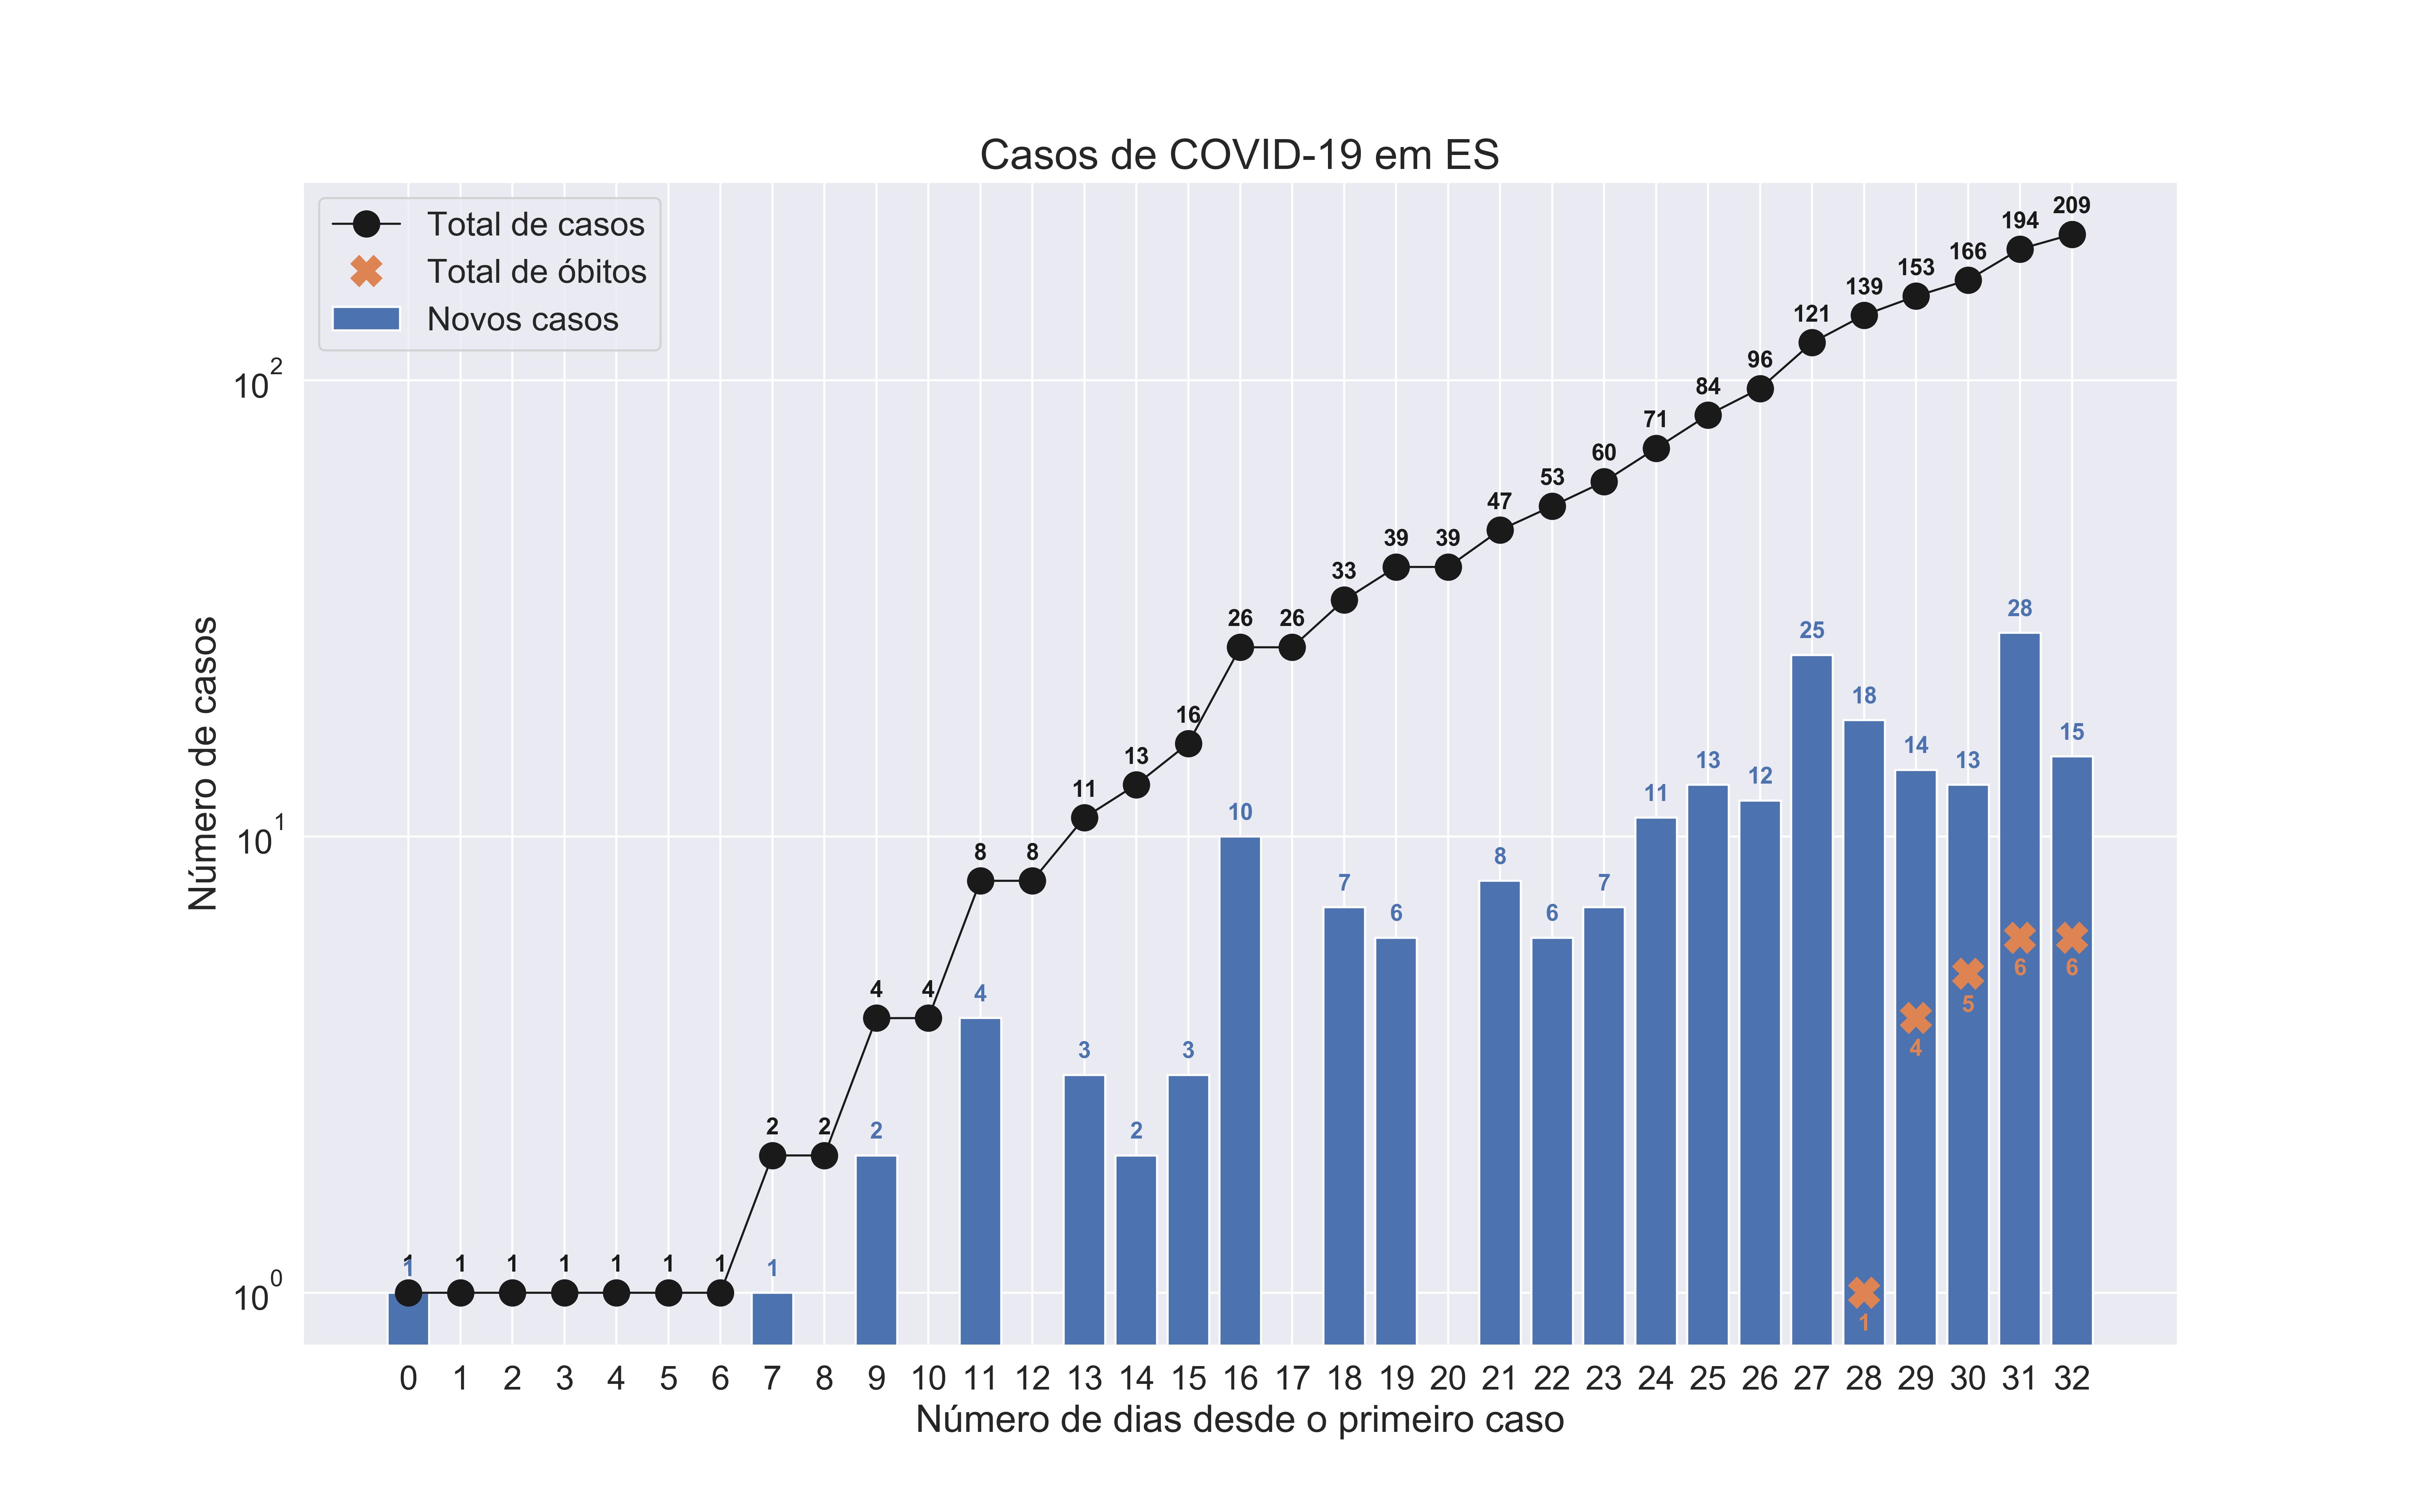 Casos de COVID-19 em ES
Total de casos
Total de óbitos
Novos casos
Número de casos
10^2
10^1
10^0
1 1 1 1 1 1 1 2 2 4 4 8 8 11 13 16 26 26 33 39 39 47 53 60 71 84 96 121 139 153 166 194 209
1 1 2 4 3 2 3 10 7 6 8 6 7 11 13 12 25 18 14 13 28 15
1 4 5 6 6
0 1 2 3 4 5 6 7 8 9 10 11 12 13 14 15 16 17 18 19 20 21 22 23 24 25 26 27 28 29 30 31 32
Número de dias desde o primeiro caso